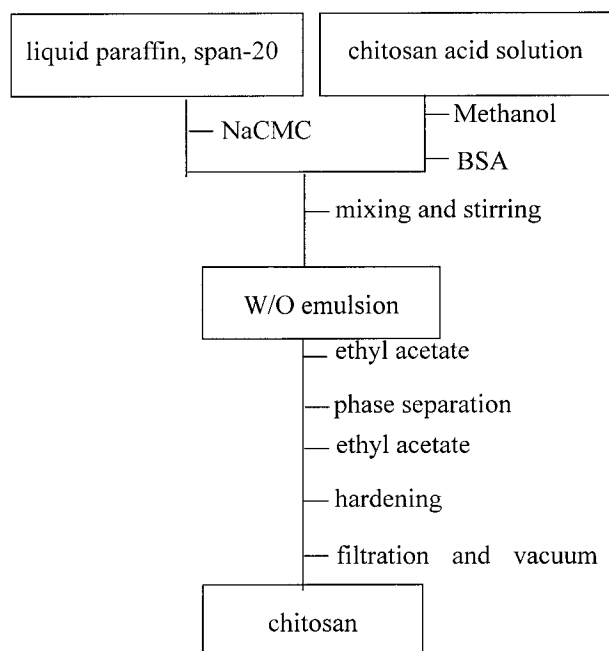 liquid paraffin, span-20
chitosan acid solution
Methanol
NaCMC
BSA
mixing and stirring
W/O emulsion
ethyl acetate
phase separation
ethyl acetate
hardening
filtration and vacuum
chitosan